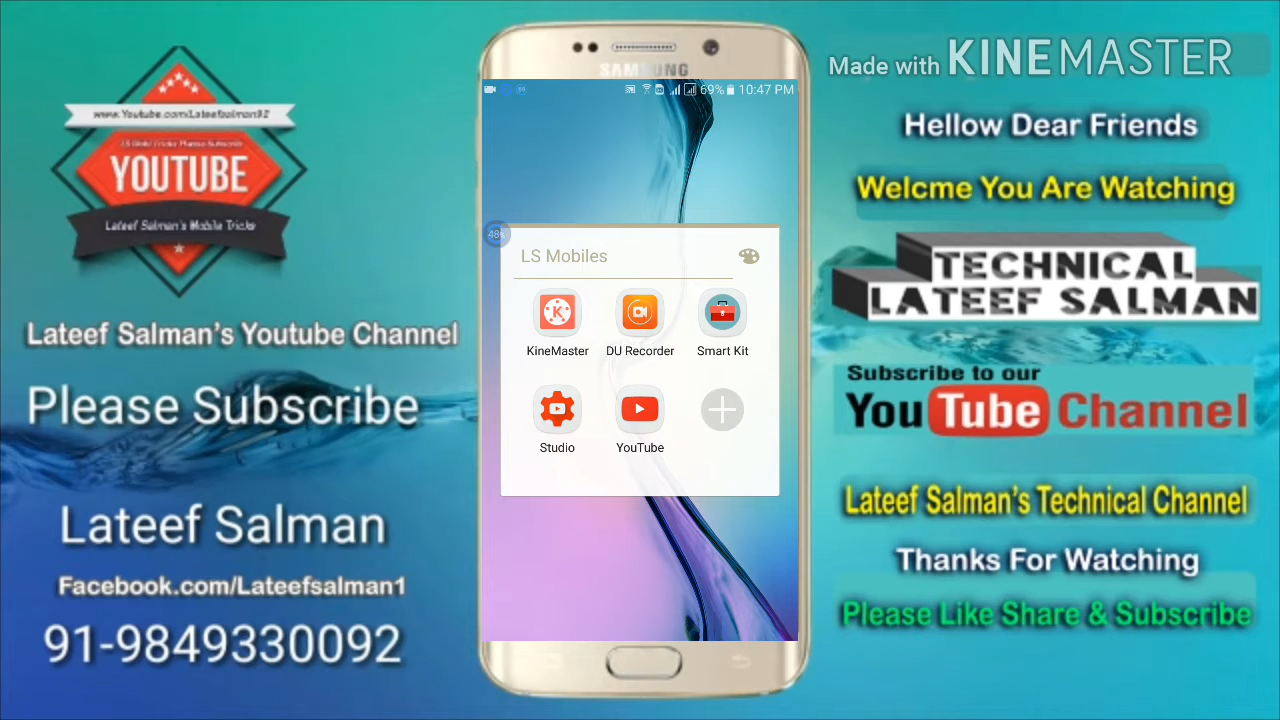 www.Youtube.com/Lateefsalman92
YOUTUBE
Lateef Salman's Mobile Tricks
Lateef Salman's Youtube Channel
Please Subscribe
Lateef Salman
Facebook.com/Lateefsalman1
91-9849330092
SAMSUNG
69% 10:47 PM
48%
LS Mobiles
KineMaster
DU Recorder
Smart Kit
Studio
YouTube
Made with KINEMASTER
Hellow Dear Friends
Welcme You Are Watching
TECHNICAL
LATEEF SALMAN
Subscribe to our
YouTube Channel
Lateef Salman's Technical Channel
Thanks For Watching
Please Like Share & Subscribe